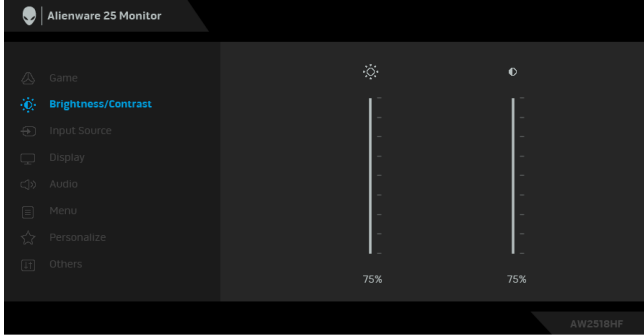 Alienware 25 Monitor
Game
Brightness/Contrast
Input Source
Display
Audio
Menu
Personalize
Others
75% 75%
AW2518HF